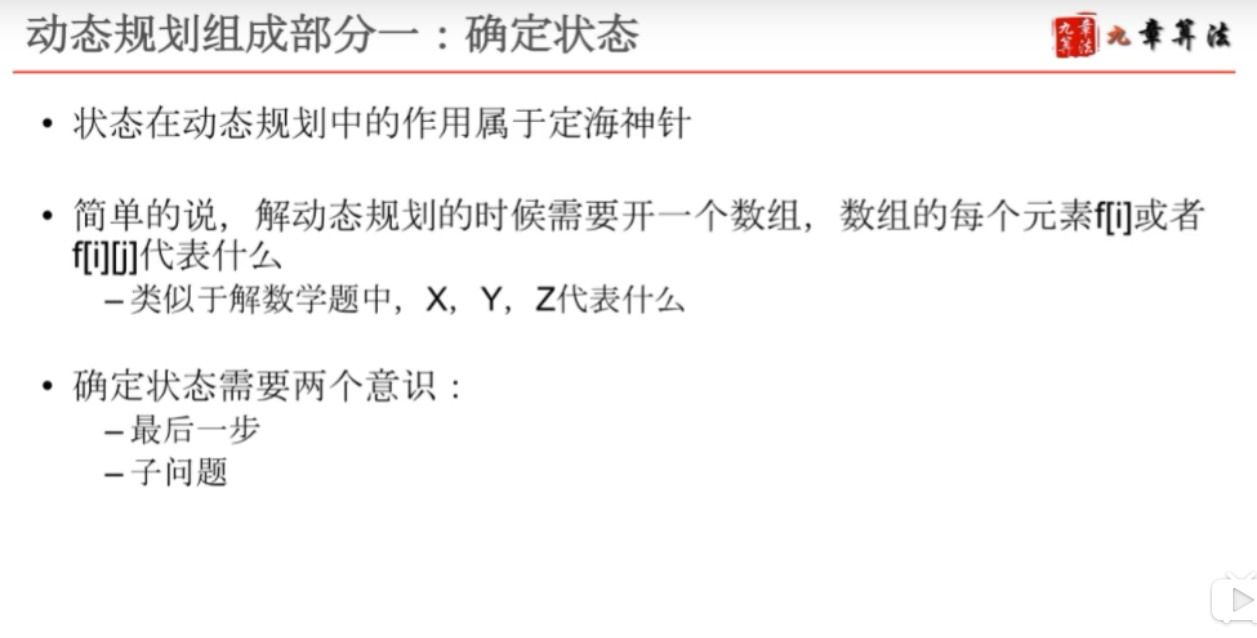 动态规划组成部分一：确定状态
九章算法
九章算法
• 状态在动态规划中的作用属于定海神针
• 简单的说，解动态规划的时候需要开一个数组，数组的每个元素f[i]或者
f[i][j]代表什么
– 类似于解数学题中，X，Y，Z代表什么
• 确定状态需要两个意识：
– 最后一步
– 子问题